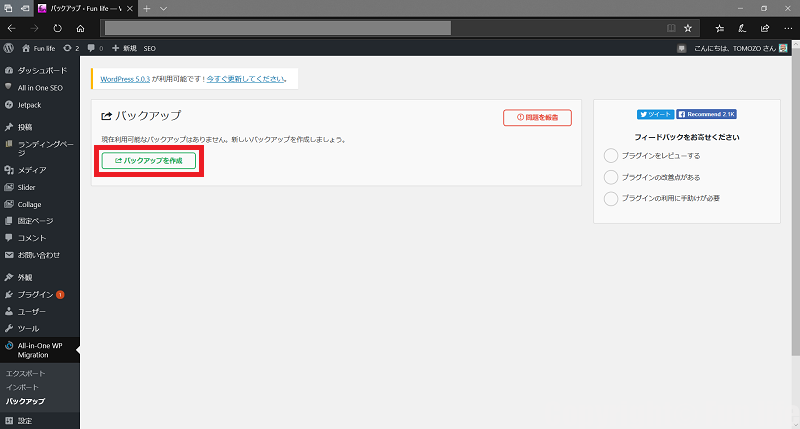 バックアップ ‹ Fun life — V
Fun life
2
0
新規
SEO
こんにちは、TOMOZO さん
ダッシュボード
All in One SEO
Jetpack
投稿
ランディングペー
ジ
メディア
Slider
Collage
固定ページ
コメント
お問い合わせ
外観
プラグイン 1
ユーザー
ツール
All-in-One WP
Migration
エクスポート
インポート
バックアップ
設定
WordPress 5.0.3 が利用可能です ! 今すぐ更新してください。
バックアップ
問題を報告
現在利用可能なバックアップはありません。新しいバックアップを作成しましょう。
バックアップを作成
ツイート
Recommend 2.1K
フィードバックをお寄せください
プラグインをレビューする
プラグインの改善点がある
プラグインの利用に手助けが必要